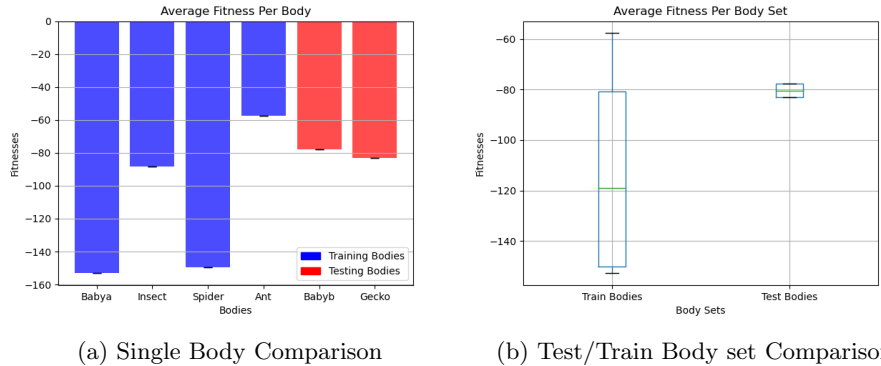 Average Fitness Per Body
0
−20
−40
−60
−80
−100
−120
−140
−160
Fitnesses
Training Bodies
Testing Bodies
Babya Insect Spider Ant Babyb Gecko
Bodies
(a) Single Body Comparison
Average Fitness Per Body Set
−60
−80
−100
−120
−140
Fitnesses
Train Bodies Test Bodies
Body Sets
(b) Test/Train Body set Compariso